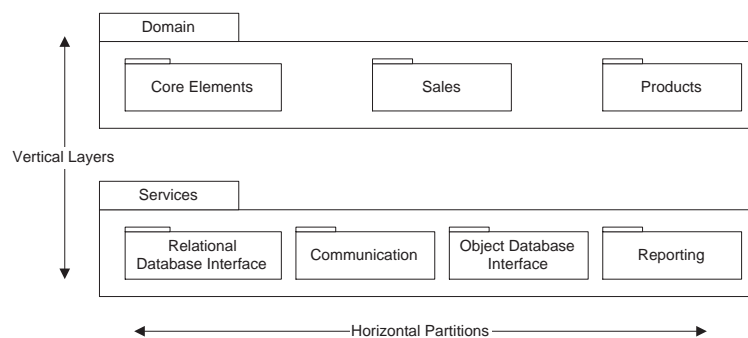 Domain
Core Elements
Sales
Products
Vertical Layers
Services
Relational
Database Interface
Communication
Object Database
Interface
Reporting
Horizontal Partitions